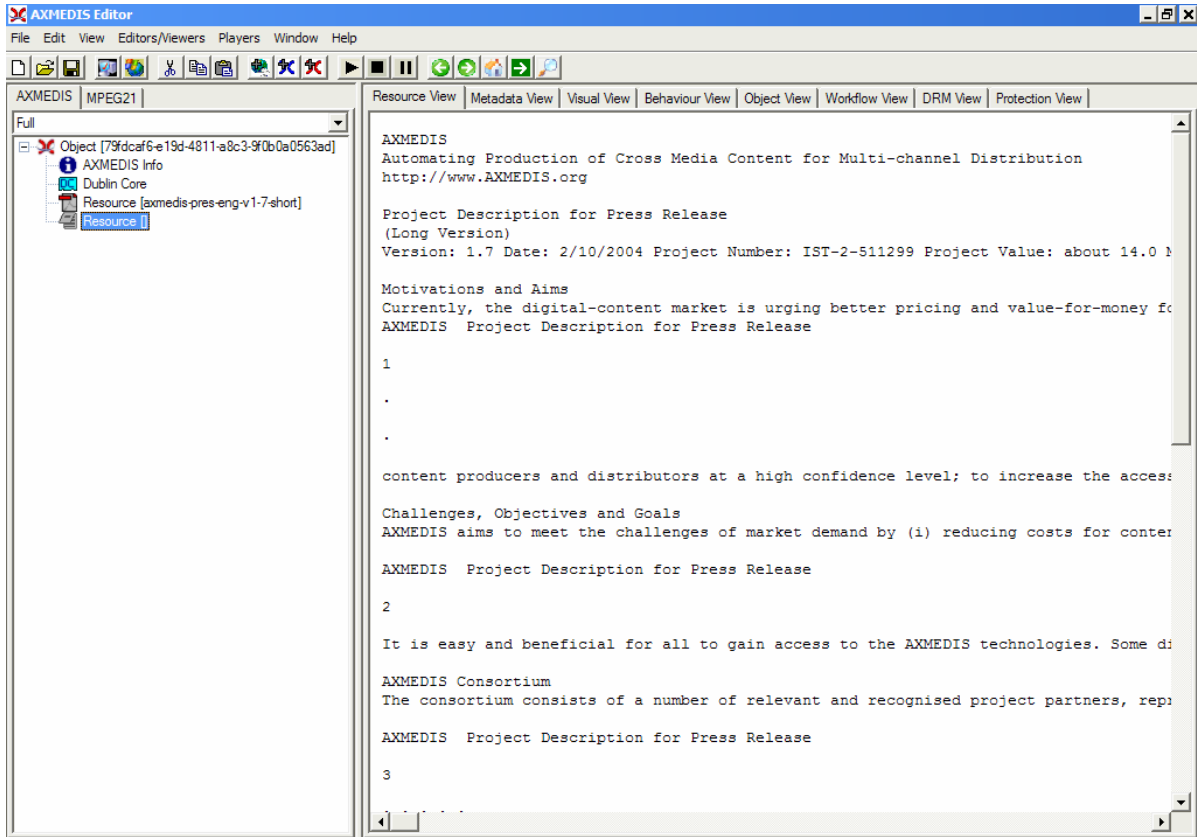 AXMEDIS Editor
File Edit View Editors/Viewers Players Window Help
AXMEDIS MPEG21
Full
Object [79fdcaf6-e19d-4811-a8c3-9f0b0a0563ad]
AXMEDIS Info
DC Dublin Core
Resource [axmedis-pres-eng-v1-7-short]
Resource []
Resource View Metadata View Visual View Behaviour View Object View Workflow View DRM View Protection View
AXMEDIS
Automating Production of Cross Media Content for Multi-channel Distribution
http://www.AXMEDIS.org
Project Description for Press Release
(Long Version)
Version: 1.7 Date: 2/10/2004 Project Number: IST-2-511299 Project Value: about 14.0
Motivations and Aims
Currently, the digital-content market is urging better pricing and value-for-money
AXMEDIS Project Description for Press Release
1
.
.
content producers and distributors at a high confidence level; to increase the
Challenges, Objectives and Goals
AXMEDIS aims to meet the challenges of market demand by (i) reducing costs for
AXMEDIS Project Description for Press Release
2
It is easy and beneficial for all to gain access to the AXMEDIS technologies. Some
AXMEDIS Consortium
The consortium consists of a number of relevant and recognised project partners,
AXMEDIS Project Description for Press Release
3